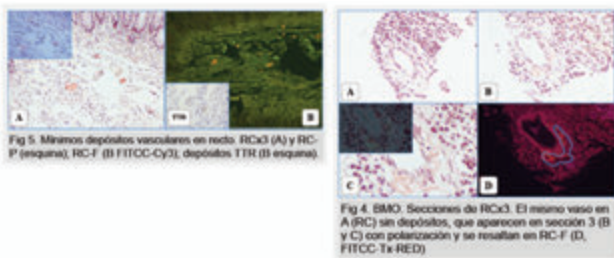 A
TTR
B
Fig 5. Mínimos depósitos vasculares en recto. RCx3 (A) y RC-
P (esquina); RC-F (B FITCC-Cy3); depósitos TTR (B esquina).
A
B
C
D
Fig 4. BMO. Secciones de RCx3. El mismo vaso en
A (RC) sin depósitos, que aparecen en sección 3 (B
y C) con polarización y se resaltan en RC-F (D,
FITCC-Tx-RED)